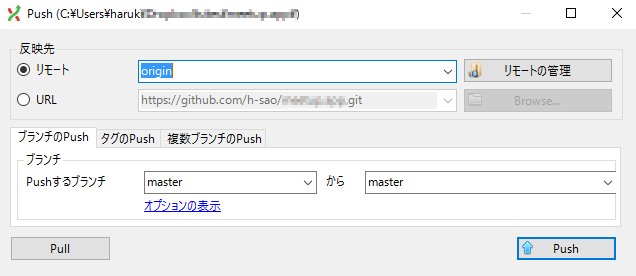 Push (C:¥Users¥haruki¥
反映先
リモート
origin
リモートの管理
URL
https://github.com/h-sao/ .git
Browse...
ブランチのPush タグのPush 複数ブランチのPush
ブランチ
Pushするブランチ master から master
オプションの表示
Pull
Push